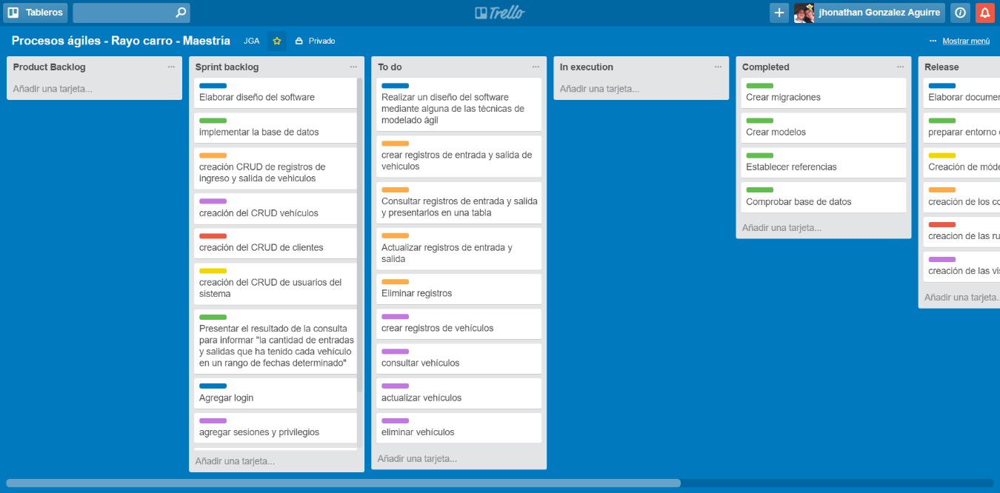 Tableros
Trello
jhonathan Gonzalez Aguirre
Procesos ágiles - Rayo carro - Maestría
JGA
Privado
Mostrar menú
Product Backlog
Añadir una tarjeta...
Sprint backlog
Elaborar diseño del software
implementar la base de datos
creación CRUD de registros de
ingreso y salida de vehiculos
creación del CRUD vehículos
creación del CRUD de clientes
creación del CRUD de usuarios del
sistema
Presentar el resultado de la consulta
para informar "la cantidad de entradas
y salidas que ha tenido cada vehículo
en un rango de fechas determinado"
Agregar login
agregar sesiones y privilegios
Añadir una tarjeta...
To do
Realizar un diseño del software
mediante alguna de las técnicas de
modelado ágil
crear registros de entrada y salida de
vehiculos
Consultar registros de entrada y salida
y presentarlos en una tabla
Actualizar registros de entrada y
salida
Eliminar registros
crear registros de vehículos
consultar vehículos
actualizar vehículos
eliminar vehículos
Añadir una tarjeta...
In execution
Añadir una tarjeta...
Completed
Crear migraciones
Crear modelos
Establecer referencias
Comprobar base de datos
Añadir una tarjeta...
Release
Elaborar
preparar entorno
Creación de
creación de los
creacion de las
creación de las
Añadir una tarjeta..